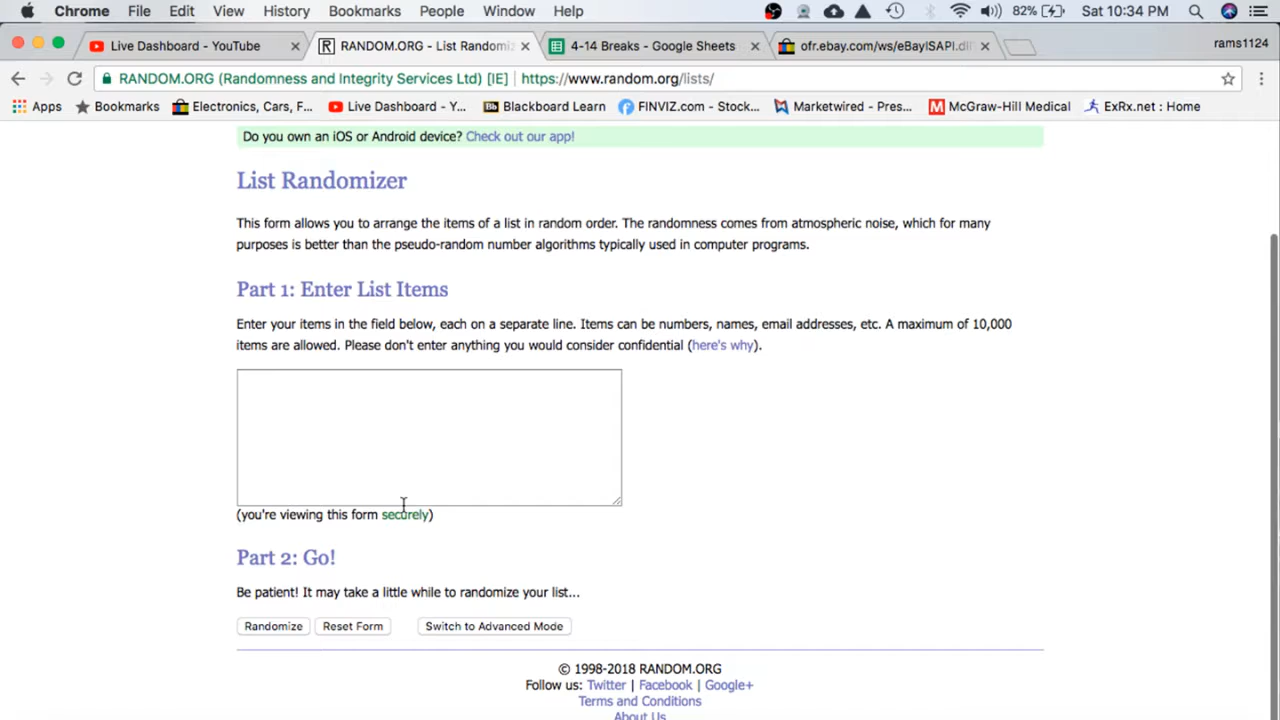 Chrome File Edit View History Bookmarks People Window Help 82% Sat 10:34 PM
Live Dashboard - YouTube RANDOM.ORG - List Randomiz 4-14 Breaks - Google Sheets ofr.ebay.com/ws/eBayISAPI.dll rams1124
RANDOM.ORG (Randomness and Integrity Services Ltd) [IE] https://www.random.org/lists/
Apps Bookmarks Electronics, Cars, F... Live Dashboard - Y... Bb Blackboard Learn FINVIZ.com - Stock... Marketwired - Pres... M McGraw-Hill Medical ExRx.net : Home
Do you own an iOS or Android device? Check out our app!
List Randomizer
This form allows you to arrange the items of a list in random order. The randomness comes from atmospheric noise, which for many
purposes is better than the pseudo-random number algorithms typically used in computer programs.
Part 1: Enter List Items
Enter your items in the field below, each on a separate line. Items can be numbers, names, email addresses, etc. A maximum of 10,000
items are allowed. Please don't enter anything you would consider confidential (here's why).
(you're viewing this form securely)
Part 2: Go!
Be patient! It may take a little while to randomize your list...
Randomize Reset Form Switch to Advanced Mode
© 1998-2018 RANDOM.ORG
Follow us: Twitter | Facebook | Google+
Terms and Conditions
About Us